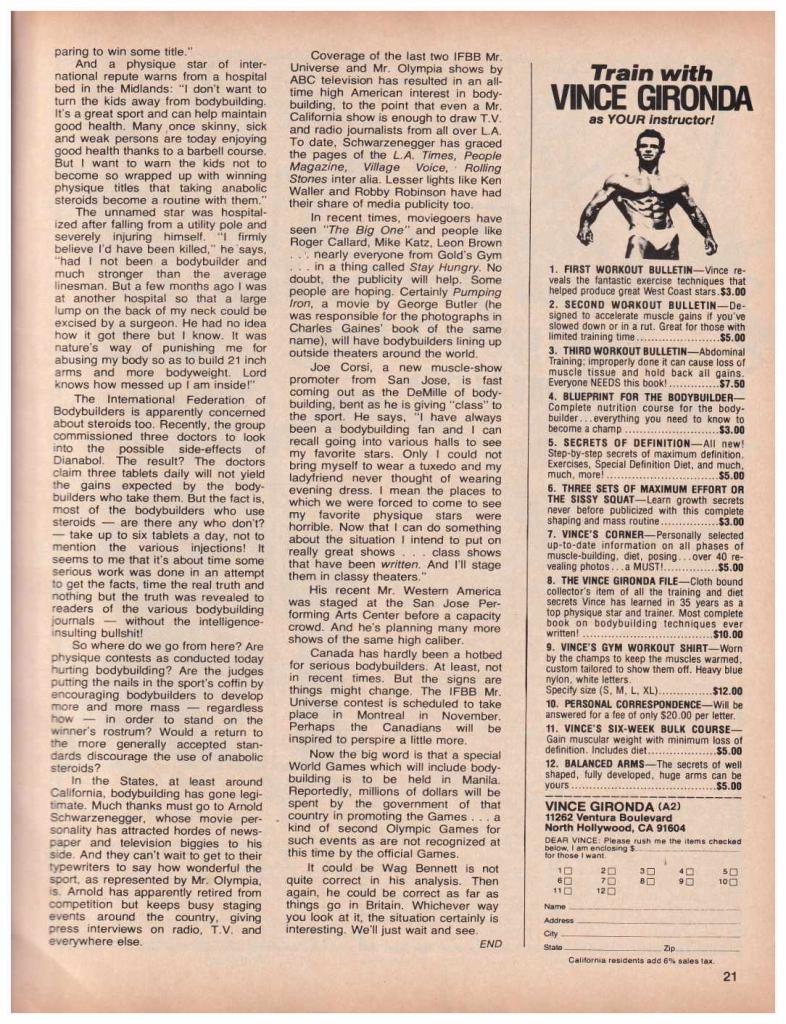 paring to win some title."
And a physique star of inter-
national repute warns from a hospital
bed in the Midlands: "I don't want to
turn the kids away from bodybuilding.
It's a great sport and can help maintain
good health. Many once skinny, sick
and weak persons are today enjoying
good health thanks to a barbell course.
But I want to warn the kids not to
become so wrapped up with winning
physique titles that taking anabolic
steroids become a routine with them."
The unnamed star was hospital-
ized after falling from a utility pole and
severely injuring himself. "I firmly
believe I'd have been killed," he says,
"had I not been a bodybuilder and
much stronger than the average
linesman. But a few months ago I was
at another hospital so that a large
lump on the back of my neck could be
excised by a surgeon. He had no idea
how it got there but I know. It was
nature's way of punishing me for
abusing my body so as to build 21 inch
arms and more bodyweight. Lord
knows how messed up I am inside!"
The International Federation of
Bodybuilders is apparently concerned
about steroids too. Recently, the group
commissioned three doctors to look
into the possible side-effects of
Dianabol. The result? The doctors
claim three tablets daily will not yield
the gains expected by the body-
builders who take them. But the fact is,
most of the bodybuilders who use
steroids — are there any who don't?
— take up to six tablets a day, not to
mention the various injections! It
seems to me that it's about time some
serious work was done in an attempt
to get the facts, time the real truth and
nothing but the truth was revealed to
readers of the various bodybuilding
journals — without the intelligence-
insulting bullshit!
So where do we go from here? Are
physique contests as conducted today
hurting bodybuilding? Are the judges
putting the nails in the sport's coffin by
encouraging bodybuilders to develop
more and more mass — regardless
how — in order to stand on the
winner's rostrum? Would a return to
the more generally accepted stan-
dards discourage the use of anabolic
steroids?
In the States, at least around
California, bodybuilding has gone legi-
timate. Much thanks must go to Arnold
Schwarzenegger, whose movie per-
sonality has attracted hordes of news-
paper and television biggies to his
side. And they can't wait to get to their
typewriters to say how wonderful the
sport, as represented by Mr. Olympia,
is. Arnold has apparently retired from
competition but keeps busy staging
events around the country, giving
press interviews on radio, T.V. and
everywhere else.
Coverage of the last two IFBB Mr.
Universe and Mr. Olympia shows by
ABC television has resulted in an all-
time high American interest in body-
building, to the point that even a Mr.
California show is enough to draw T.V.
and radio journalists from all over L.A.
To date, Schwarzenegger has graced
the pages of the L.A. Times, People
Magazine, Village Voice, Rolling
Stones inter alia. Lesser lights like Ken
Waller and Robby Robinson have had
their share of media publicity too.
In recent times, moviegoers have
seen "The Big One" and people like
Roger Callard, Mike Katz, Leon Brown
. . . nearly everyone from Gold's Gym
. . . in a thing called Stay Hungry. No
doubt, the publicity will help. Some
people are hoping. Certainly Pumping
Iron, a movie by George Butler (he
was responsible for the photographs in
Charles Gaines' book of the same
name), will have bodybuilders lining up
outside theaters around the world.
Joe Corsi, a new muscle-show
promoter from San Jose, is fast
coming out as the DeMille of body-
building, bent as he is giving "class" to
the sport. He says, "I have always
been a bodybuilding fan and I can
recall going into various halls to see
my favorite stars. Only I could not
bring myself to wear a tuxedo and my
ladyfriend never thought of wearing
evening dress. I mean the places to
which we were forced to come to see
my favorite physique stars were
horrible. Now that I can do something
about the situation I intend to put on
really great shows . . . class shows
that have been written. And I'll stage
them in classy theaters."
His recent Mr. Western America
was staged at the San Jose Per-
forming Arts Center before a capacity
crowd. And he's planning many more
shows of the same high caliber.
Canada has hardly been a hotbed
for serious bodybuilders. At least, not
in recent times. But the signs are
things might change. The IFBB Mr.
Universe contest is scheduled to take
place in Montreal in November.
Perhaps the Canadians will be
inspired to perspire a little more.
Now the big word is that a special
World Games which will include body-
building is to be held in Manila.
Reportedly, millions of dollars will be
spent by the government of that
country in promoting the Games . . . a
kind of second Olympic Games for
such events as are not recognized at
this time by the official Games.
It could be Wag Bennett is not
quite correct in his analysis. Then
again, he could be correct as far as
things go in Britain. Whichever way
you look at it, the situation certainly is
interesting. We'll just wait and see.
END
Train with
VINCE GIRONDA
as YOUR instructor!
1. FIRST WORKOUT BULLETIN—Vince re-
veals the fantastic exercise techniques that
helped produce great West Coast stars.$3.00
2. SECOND WORKOUT BULLETIN—De-
signed to accelerate muscle gains if you've
slowed down or in a rut. Great for those with
limited training time....................$5.00
3. THIRD WORKOUT BULLETIN—Abdominal
Training; improperly done it can cause loss of
muscle tissue and hold back all gains.
Everyone NEEDS this book!.............$7.50
4. BLUEPRINT FOR THE BODYBUILDER—
Complete nutrition course for the body-
builder...everything you need to know to
become a champ .......................$3.00
5. SECRETS OF DEFINITION—All new!
Step-by-step secrets of maximum definition.
Exercises, Special Definition Diet, and much,
much, more!...........................$5.00
6. THREE SETS OF MAXIMUM EFFORT OR
THE SISSY SQUAT—Learn growth secrets
never before publicized with this complete
shaping and mass routine...............$3.00
7. VINCE'S CORNER—Personally selected
up-to-date information on all phases of
muscle-building, diet, posing...over 40 re-
vealing photos...a MUST!...............$5.00
8. THE VINCE GIRONDA FILE—Cloth bound
collector's item of all the training and diet
secrets Vince has learned in 35 years as a
top physique star and trainer. Most complete
book on bodybuilding techniques ever
written! ..............................$10.00
9. VINCE'S GYM WORKOUT SHIRT—Worn
by the champs to keep the muscles warmed,
custom tailored to show them off. Heavy blue
nylon, white letters.
Specify size (S, M, L, XL)..............$12.00
10. PERSONAL CORRESPONDENCE—Will be
answered for a fee of only $20.00 per letter.
11. VINCE'S SIX-WEEK BULK COURSE—
Gain muscular weight with minimum loss of
definition. Includes diet..................$5.00
12. BALANCED ARMS—The secrets of well
shaped, fully developed, huge arms can be
yours.................................$5.00
VINCE GIRONDA (A2)
11262 Ventura Boulevard
North Hollywood, CA 91604
DEAR VINCE: Please rush me the items checked
below, I am enclosing $
for those I want.
1 2 3 4 5
6 7 8 9 10
11 12
Name
Address
City
State Zip
California residents add 6% sales tax.
21